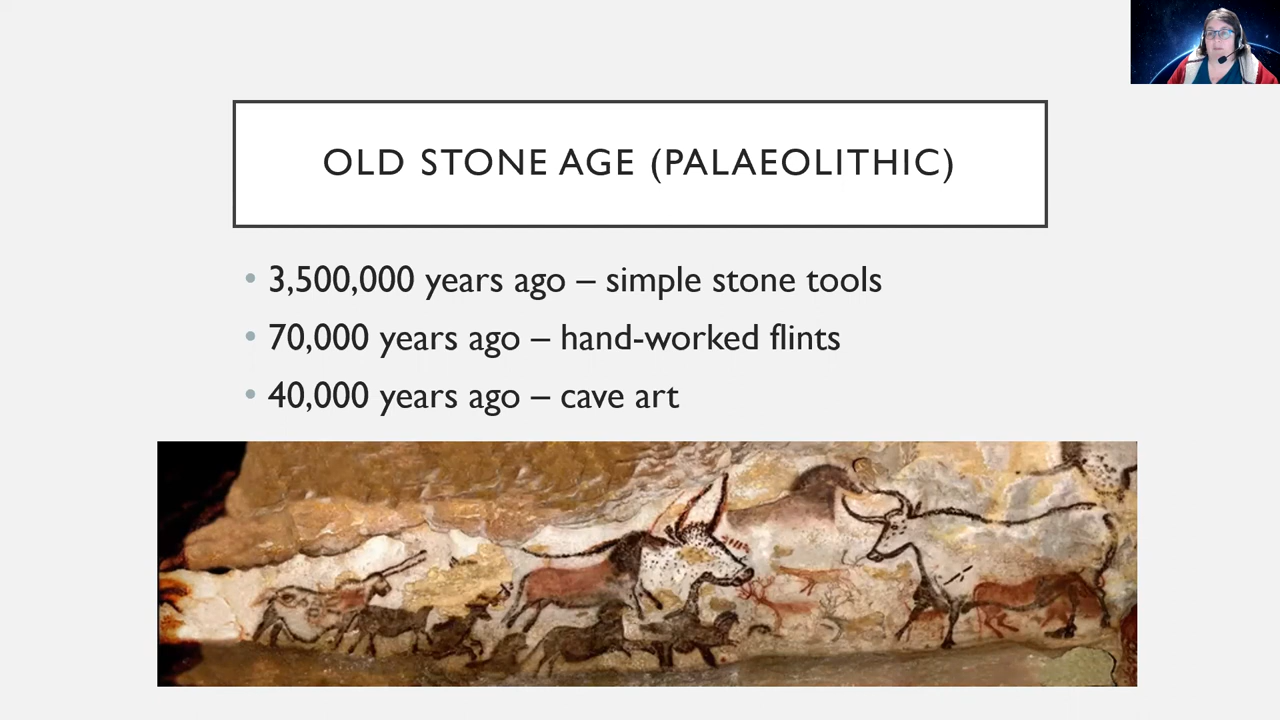 OLD STONE AGE (PALAEOLITHIC)
• 3,500,000 years ago – simple stone tools
• 70,000 years ago – hand-worked flints
• 40,000 years ago – cave art